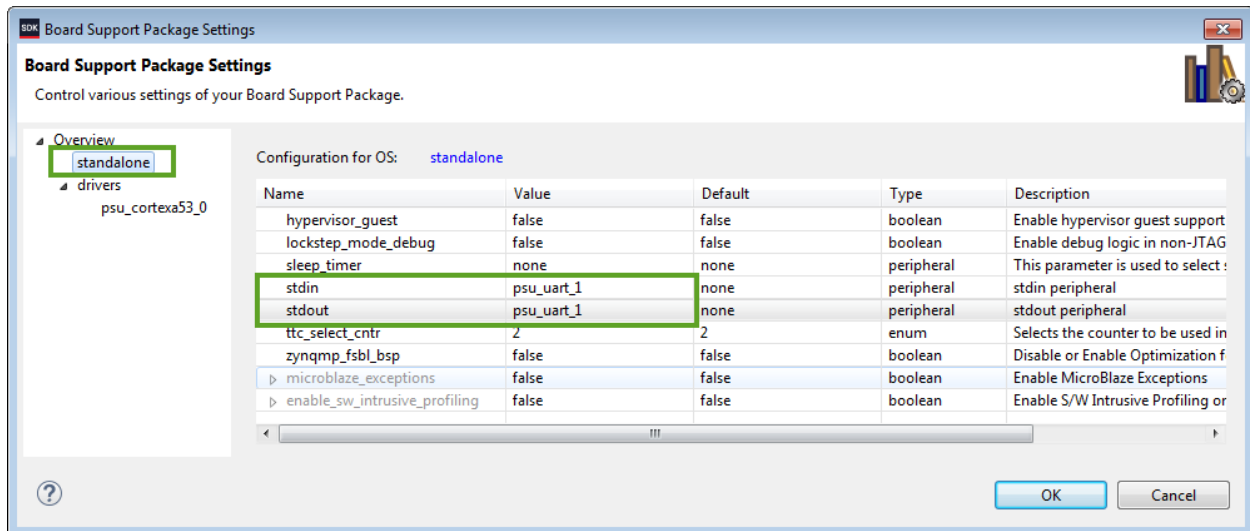 SDK Board Support Package Settings
Board Support Package Settings
Control various settings of your Board Support Package.
Overview
standalone
drivers
psu_cortexa53_0
Configuration for OS: standalone
Name Value Default Type Description
hypervisor_guest false false boolean Enable hypervisor guest support
lockstep_mode_debug false false boolean Enable debug logic in non-JTAG
sleep_timer none none peripheral This parameter is used to select
stdin psu_uart_1 none peripheral stdin peripheral
stdout psu_uart_1 none peripheral stdout peripheral
ttc_select_cntr 2 2 enum Selects the counter to be used in
zynqmp_fsbl_bsp false false boolean Disable or Enable Optimization f
microblaze_exceptions false false boolean Enable MicroBlaze Exceptions
enable_sw_intrusive_profiling false false boolean Enable S/W Intrusive Profiling or
? OK Cancel